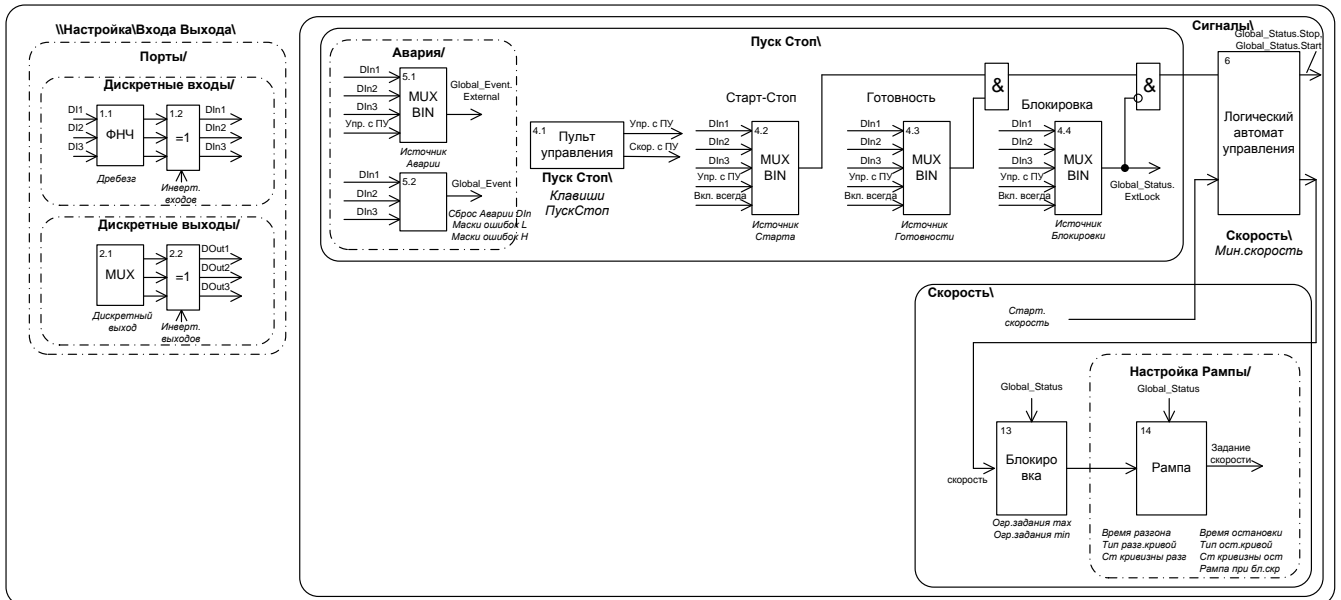 \\Настройка\Входа Выхода\
Порты/
Дискретные входы/
DI1
DI2
DI3
1.1
ФНЧ
1.2
=1
DIn1
DIn2
DIn3
Дребезг
Инверт.
входов
Дискретные выходы/
2.1
MUX
2.2
=1
DOut1
DOut2
DOut3
Дискретный
выход
Инверт.
выходов
Сигналы\
Пуск Стоп\
Авария/
DIn1
DIn2
DIn3
Упр. с ПУ
5.1
MUX
BIN
Global_Event.
External
Источник
Аварии
DIn1
DIn2
DIn3
5.2
Global_Event
Сброс Аварии DIn
Маски ошибок L
Маски ошибок H
4.1
Пульт
управления
Упр. с ПУ
Скор. с ПУ
Пуск Стоп\
Клавиши
ПускСтоп
Старт-Стоп
DIn1
DIn2
DIn3
Упр. с ПУ
Вкл. всегда
4.2
MUX
BIN
Источник
Старта
Готовность
DIn1
DIn2
DIn3
Упр. с ПУ
Вкл. всегда
4.3
MUX
BIN
Источник
Готовности
&
Блокировка
DIn1
DIn2
DIn3
Упр. с ПУ
Вкл. всегда
4.4
MUX
BIN
Источник
Блокировки
&
Global_Status.
ExtLock
Global_Status.Stop,
Global_Status.Start
6
Логический
автомат
управления
Скорость\
Мин.скорость
Скорость\
Старт.
скорость
Global_Status
13
Блокиро
вка
скорость
Огр.задания max
Огр.задания min
Настройка Рампы/
Global_Status
14
Рампа
Задание
скорости
Время разгона
Тип разг.кривой
Ст кривизны разг
Время остановки
Тип ост.кривой
Ст кривизны ост
Рампа при бл.скр